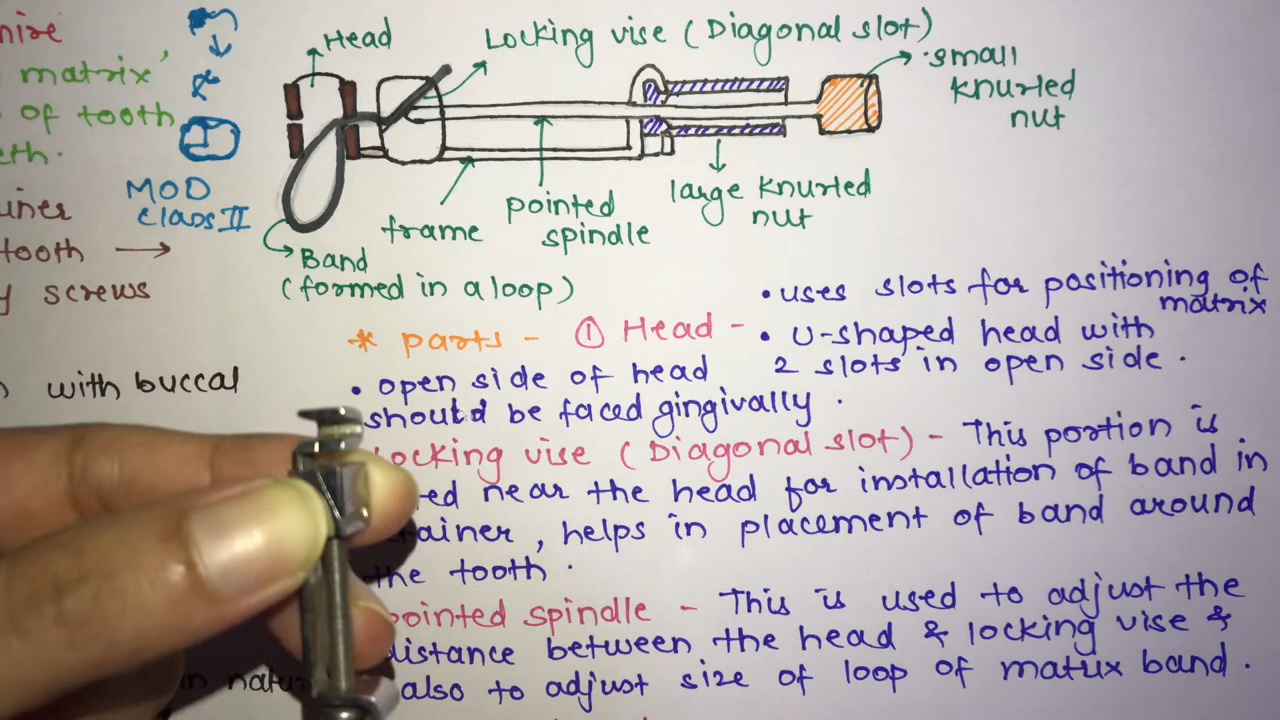 Head
Locking vise (Diagonal slot)
small
knurled
nut
matrix'
of tooth
MOD
class II
tooth →
screws
frame
pointed
spindle
large knurled
nut
Band
(formed in a loop)
• uses slots for positioning of
matrix
* parts - ① Head - • U-shaped head with
2 slots in open side.
• open side of head
should be faced gingivally.
with buccal
Locking vise (Diagonal slot) - This portion is
near the head for installation of band in
, helps in placement of band around
the tooth.
pointed spindle - This is used to adjust the
distance between the head & locking vise &
also to adjust size of loop of matrix band.
in